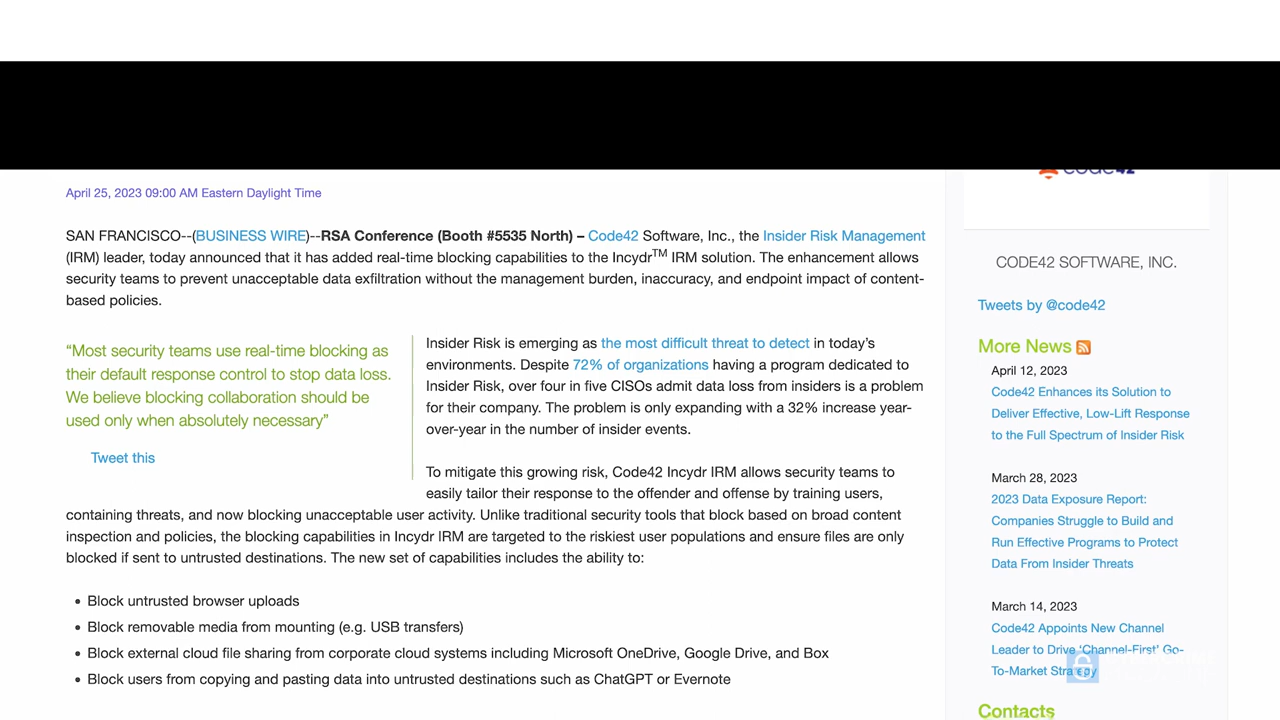 April 25, 2023 09:00 AM Eastern Daylight Time
SAN FRANCISCO--(BUSINESS WIRE)--RSA Conference (Booth #5535 North) – Code42 Software, Inc., the Insider Risk Management
(IRM) leader, today announced that it has added real-time blocking capabilities to the Incydr™ IRM solution. The enhancement allows
security teams to prevent unacceptable data exfiltration without the management burden, inaccuracy, and endpoint impact of content-
based policies.
“Most security teams use real-time blocking as
their default response control to stop data loss.
We believe blocking collaboration should be
used only when absolutely necessary”
Tweet this
Insider Risk is emerging as the most difficult threat to detect in today’s
environments. Despite 72% of organizations having a program dedicated to
Insider Risk, over four in five CISOs admit data loss from insiders is a problem
for their company. The problem is only expanding with a 32% increase year-
over-year in the number of insider events.
To mitigate this growing risk, Code42 Incydr IRM allows security teams to
easily tailor their response to the offender and offense by training users,
containing threats, and now blocking unacceptable user activity. Unlike traditional security tools that block based on broad content
inspection and policies, the blocking capabilities in Incydr IRM are targeted to the riskiest user populations and ensure files are only
blocked if sent to untrusted destinations. The new set of capabilities includes the ability to:
• Block untrusted browser uploads
• Block removable media from mounting (e.g. USB transfers)
• Block external cloud file sharing from corporate cloud systems including Microsoft OneDrive, Google Drive, and Box
• Block users from copying and pasting data into untrusted destinations such as ChatGPT or Evernote
code42
CODE42 SOFTWARE, INC.
Tweets by @code42
More News
April 12, 2023
Code42 Enhances its Solution to
Deliver Effective, Low-Lift Response
to the Full Spectrum of Insider Risk
March 28, 2023
2023 Data Exposure Report:
Companies Struggle to Build and
Run Effective Programs to Protect
Data From Insider Threats
March 14, 2023
Code42 Appoints New Channel
Leader to Drive ‘Channel-First’ Go-
To-Market Strategy
Contacts